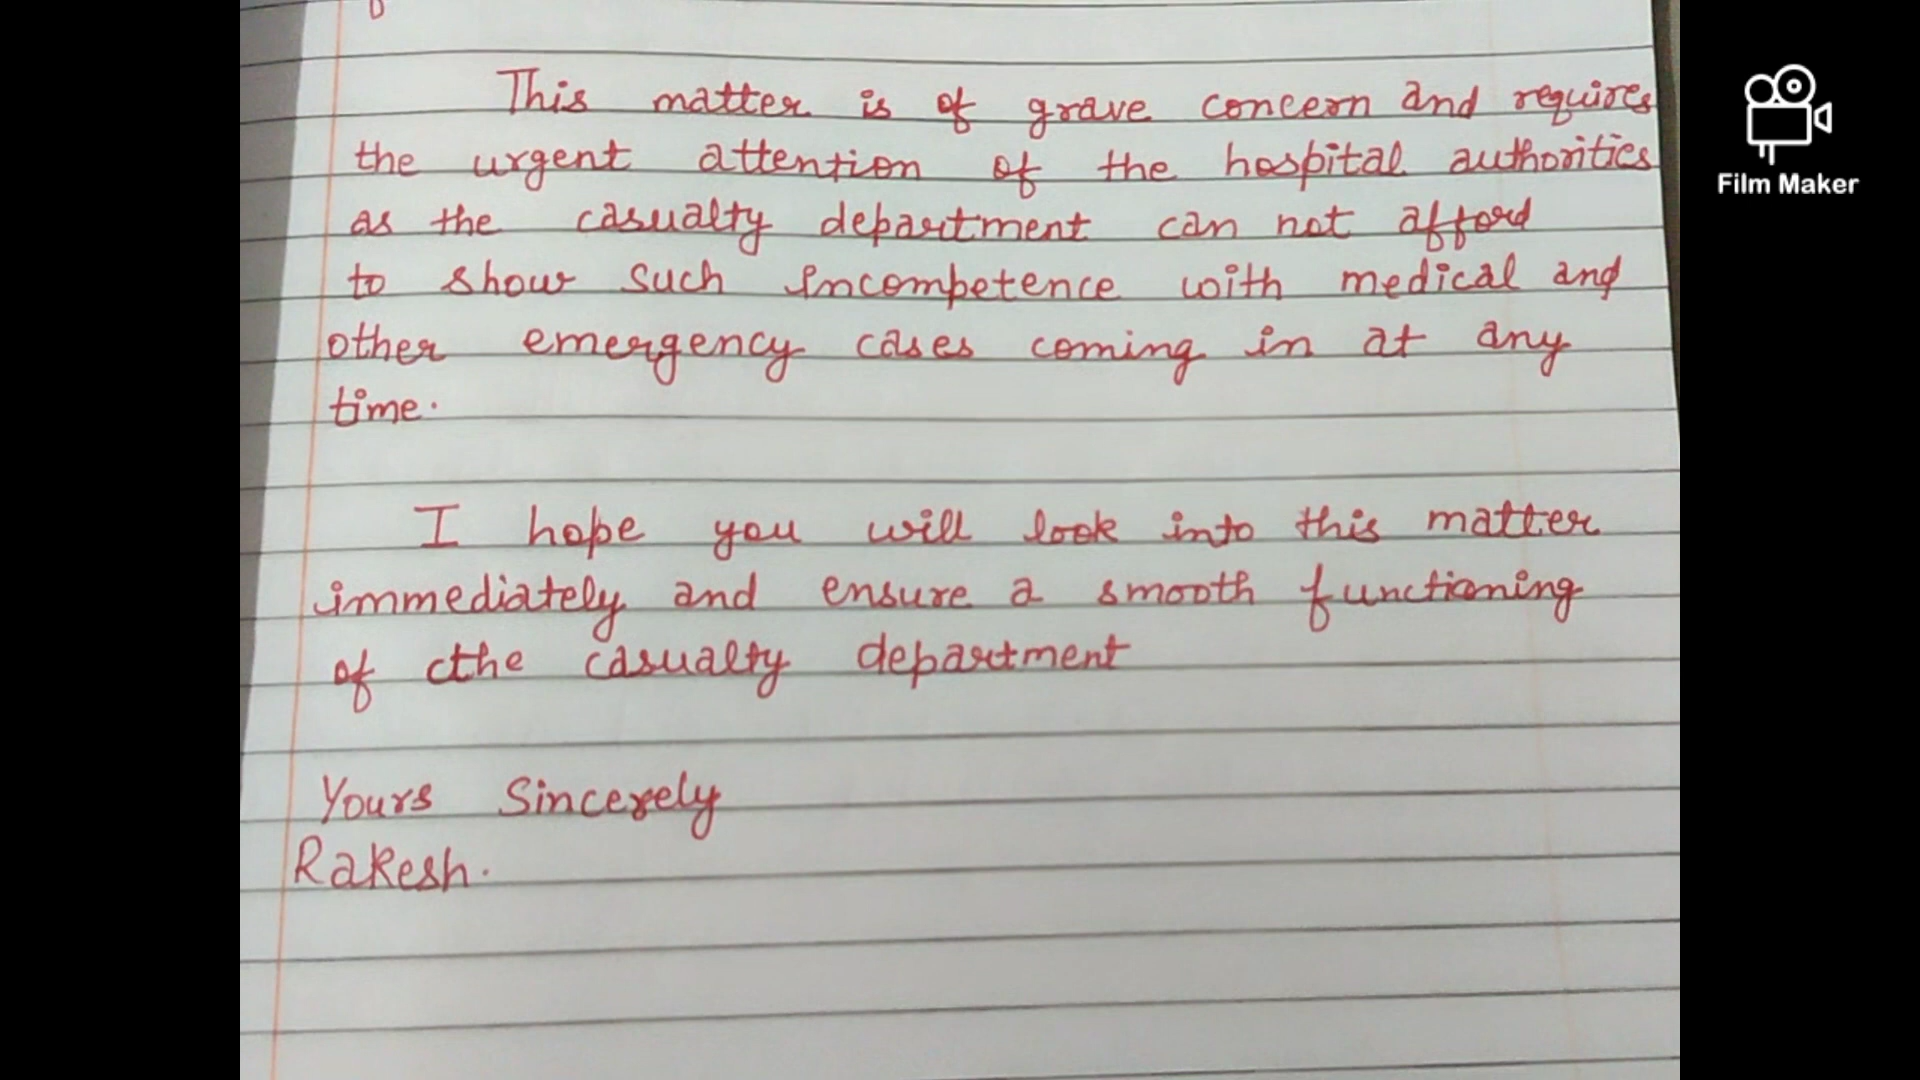 This matter is of grave concern and requires
the urgent attention of the hospital authorities
as the casualty department can not afford
to show such incompetence with medical and
other emergency cases coming in at any
time.
I hope you will look into this matter
immediately and ensure a smooth functioning
of cthe casualty department
Yours Sincerely
Rakesh.
Film Maker